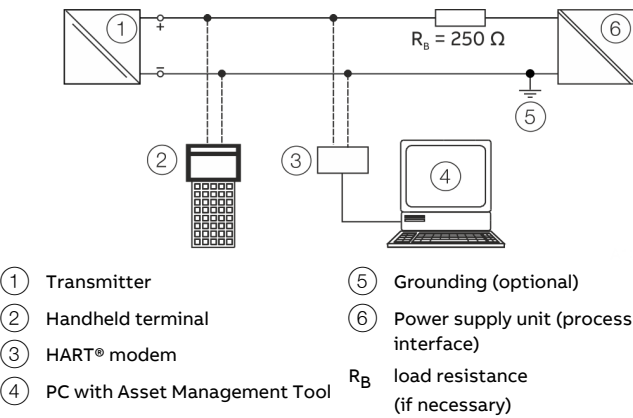 1
+
R_B = 250 Ω
6
–
5
2
3
4
1 Transmitter
2 Handheld terminal
3 HART® modem
4 PC with Asset Management Tool
5 Grounding (optional)
6 Power supply unit (process
interface)
R_B load resistance
(if necessary)